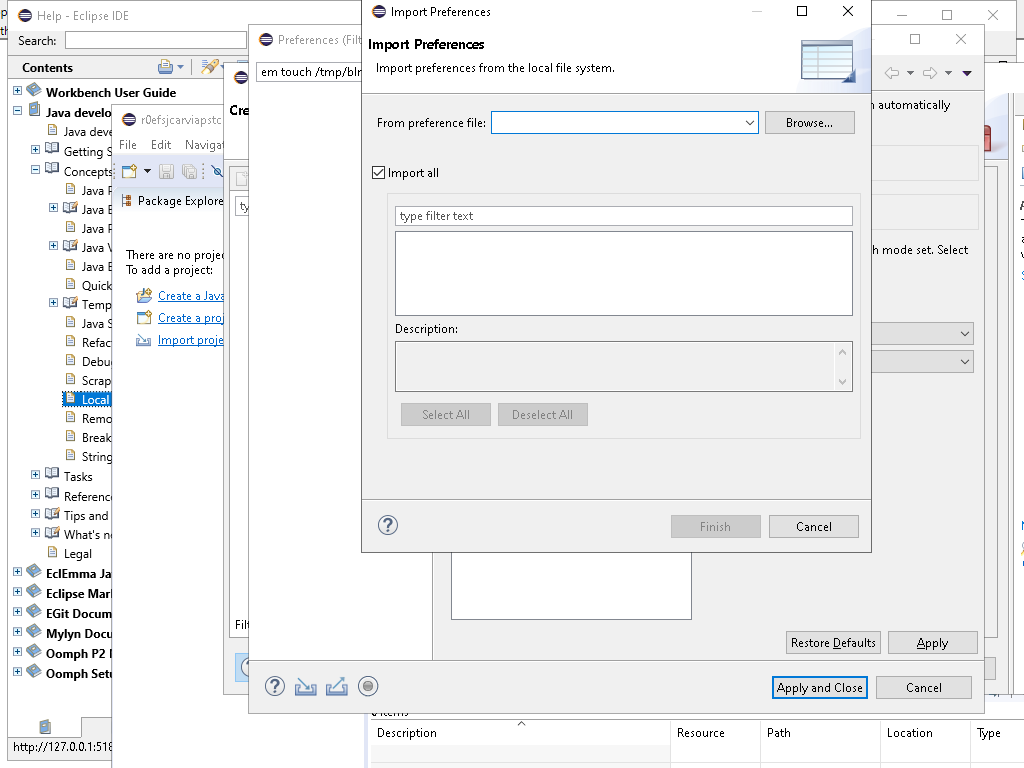 Help - Eclipse IDE
Search:
Contents
Workbench User Guide
Java develo
Java deve
Getting S
Concepts
Java P
Java B
Java P
Java V
Java E
Quick
Temp
Java S
Refac
Debu
Scrap
Local
Remo
Break
String
Tasks
Reference
Tips and
What's n
Legal
EclEmma Ja
Eclipse Mar
EGit Docum
Mylyn Docu
Oomph P2
Oomph Setu
http://127.0.0.1:518
r0efsjcarviapstc
File Edit Navigat
Package Explore
There are no projec
To add a project:
Create a Java
Create a proj
Import proje
Cre
ty
Filt
Preferences (Filt
em touch /tmp/bln
n automatically
h mode set. Select
Restore Defaults
Apply
Apply and Close
Cancel
Import Preferences
Import Preferences
Import preferences from the local file system.
From preference file:
Browse...
Import all
type filter text
Description:
Select All
Deselect All
Finish
Cancel
0 items
Description
Resource
Path
Location
Type